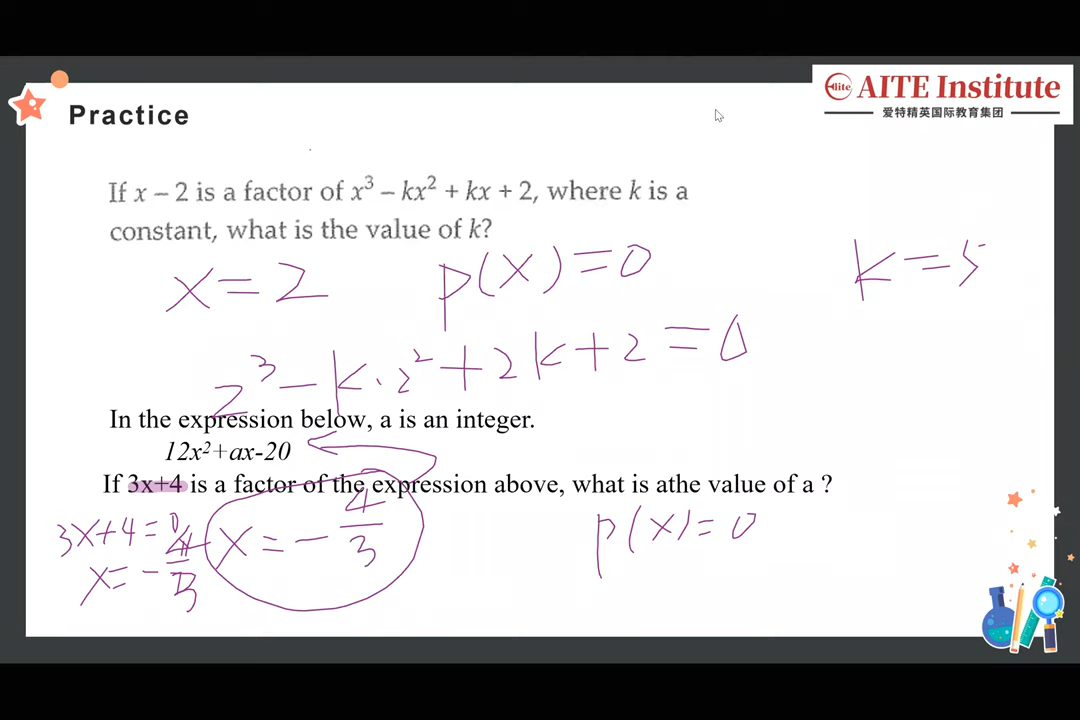 Elite AITE Institute
爱特精英国际教育集团
Practice
If x − 2 is a factor of x³ − kx² + kx + 2, where k is a
constant, what is the value of k?
x = 2 p(x) = 0 k = 5
2³ − k·2² + 2k + 2 = 0
In the expression below, a is an integer.
12x²+ax-20
If 3x+4 is a factor of the expression above, what is athe value of a ?
3x+4=0 x = − 4/3 p(x) = 0
x = −
3